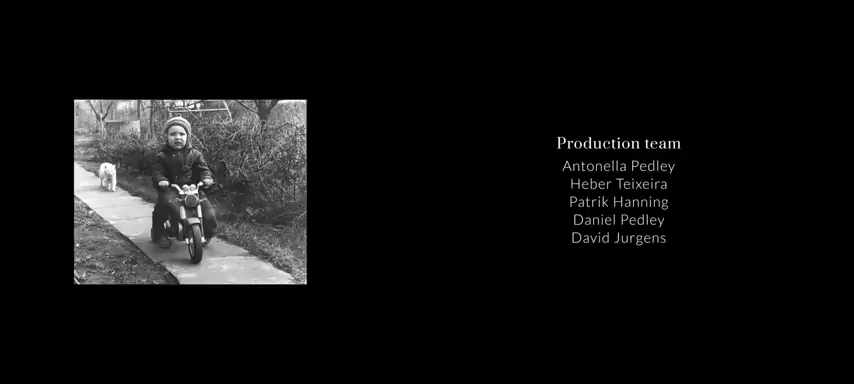 Production team
Antonella Pedley
Heber Teixeira
Patrik Hanning
Daniel Pedley
David Jurgens